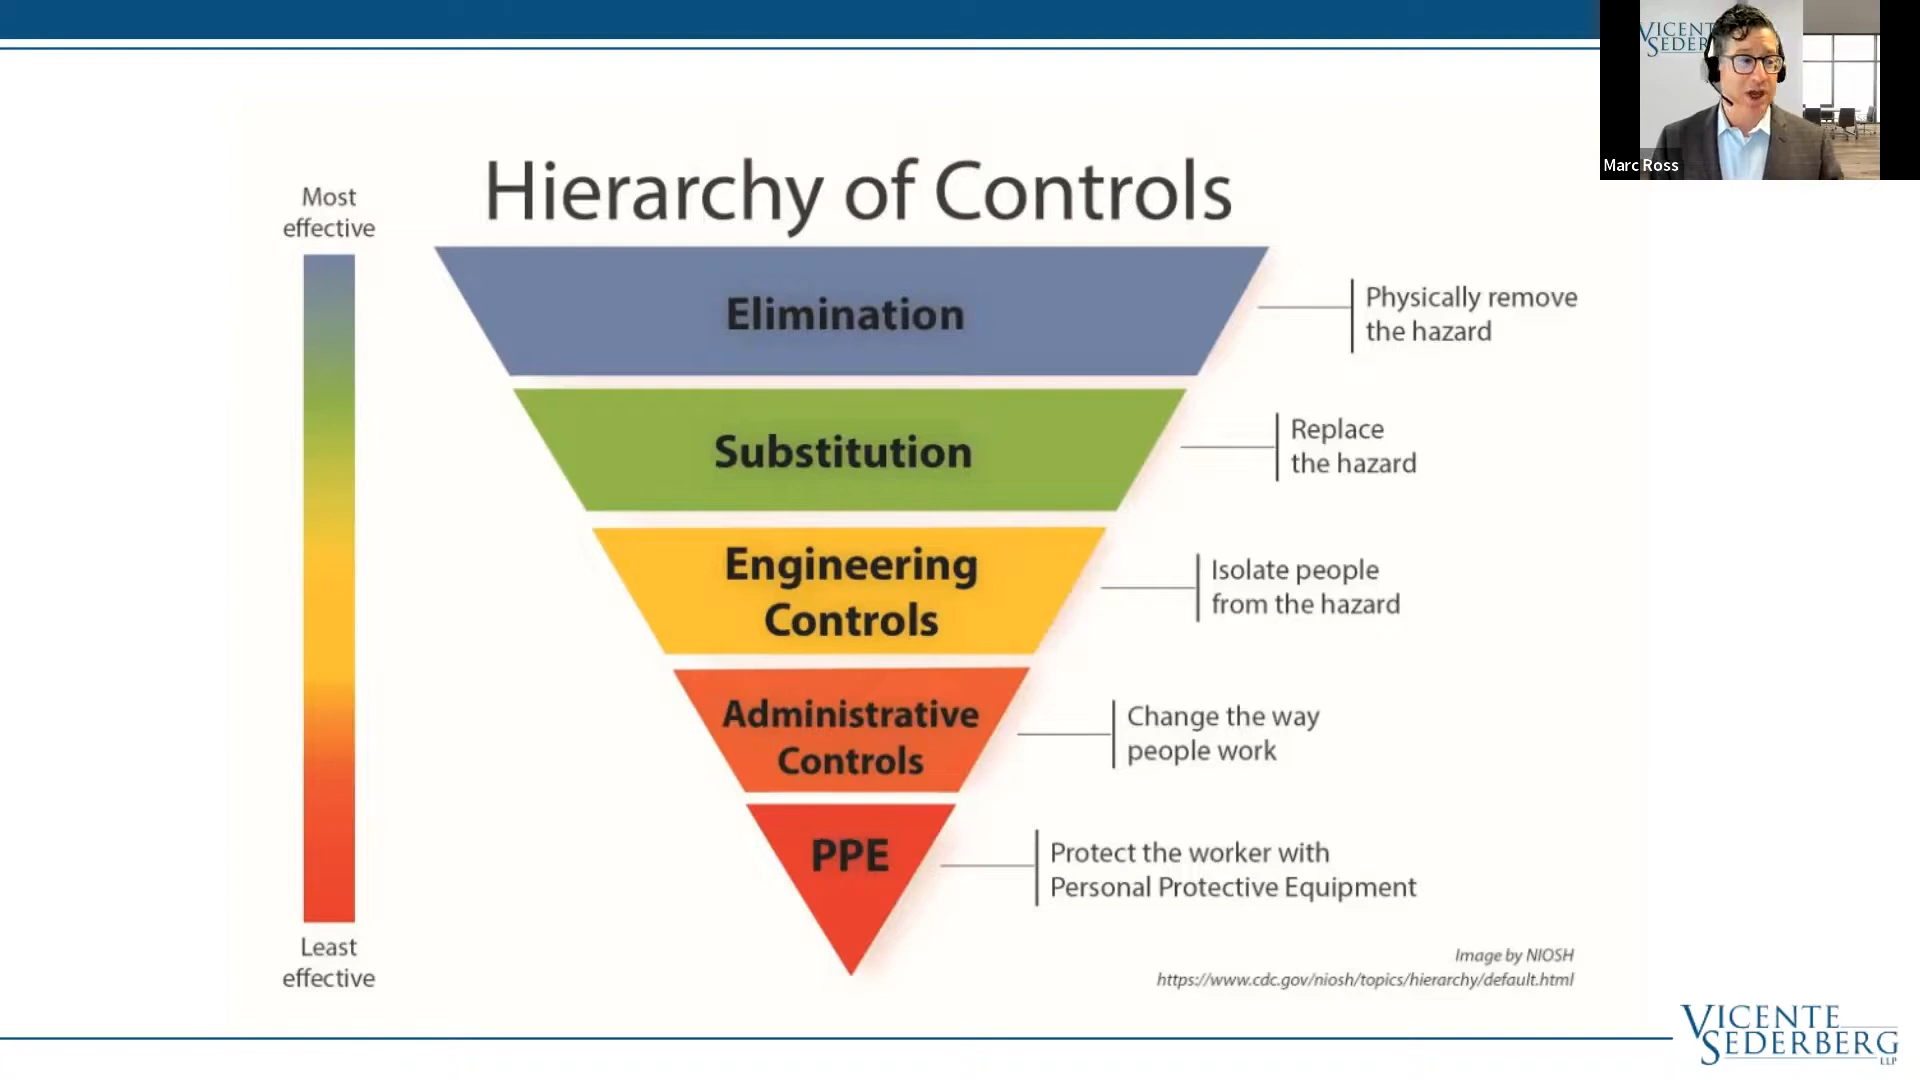 VICENT
SEDER
Marc Ross
Hierarchy of Controls
Most
effective
Elimination
Physically remove
the hazard
Substitution
Replace
the hazard
Engineering
Controls
Isolate people
from the hazard
Administrative
Controls
Change the way
people work
PPE
Protect the worker with
Personal Protective Equipment
Least
effective
Image by NIOSH
https://www.cdc.gov/niosh/topics/hierarchy/default.html
VICENTE
SEDERBERG
LLP